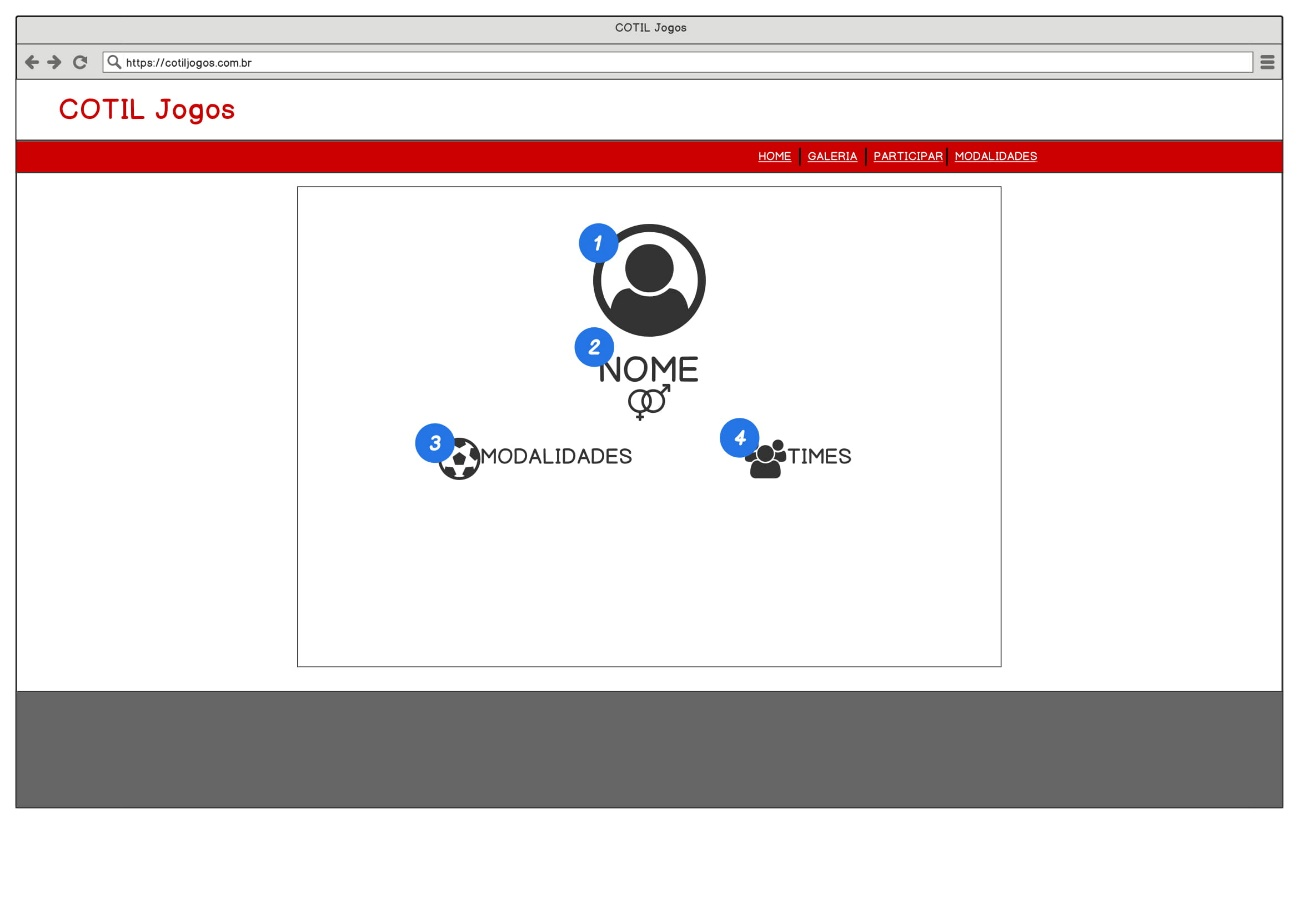 COTIL Jogos
https://cotiljogos.com.br
COTIL Jogos
HOME GALERIA PARTICIPAR MODALIDADES
1
2
NOME
3 MODALIDADES
4 TIMES